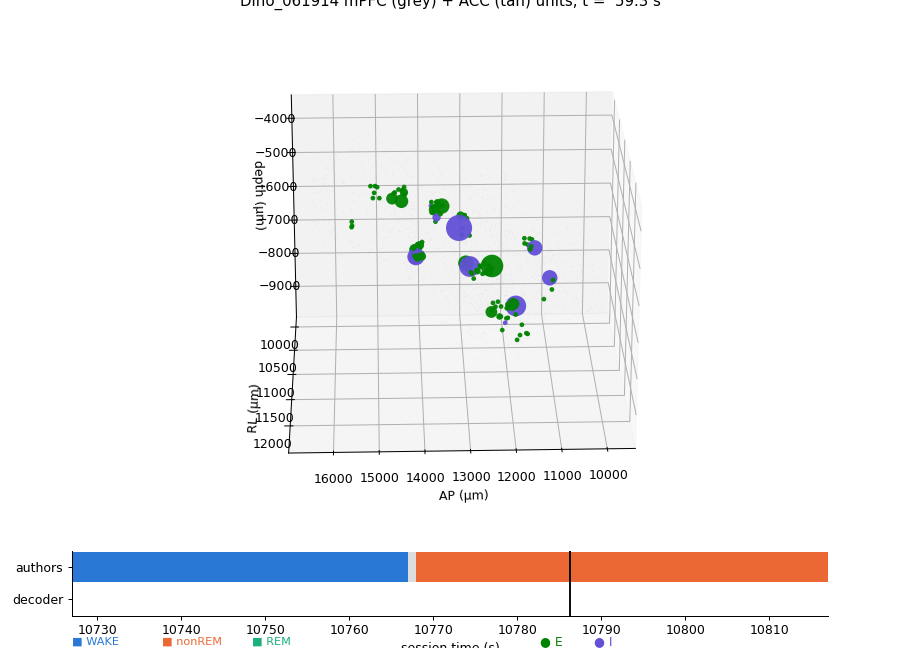 Dino_061914 mPFC (grey) + ACC (tan) units, t = 59.3 s
−4000
−5000
−6000
−7000
−8000
−9000
depth (µm)
10000
10500
11000
11500
12000
RL (µm)
16000 15000 14000 13000 12000 11000 10000
AP (µm)
authors
decoder
10730 10740 10750 10760 10770 10780 10790 10800 10810
session time (s)
WAKE nonREM REM E I